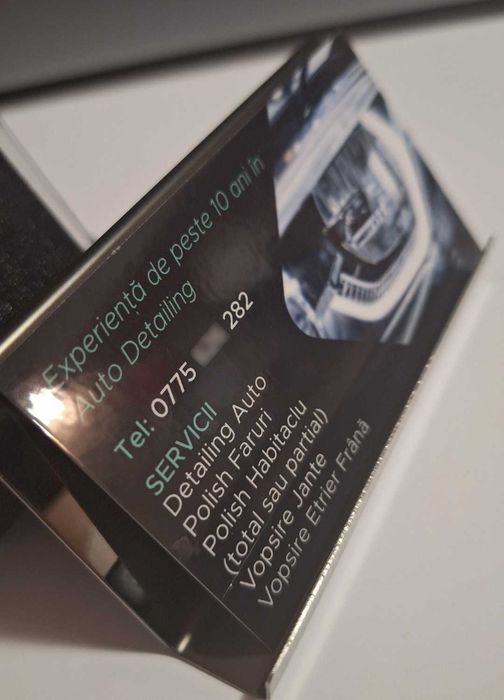 Experiență de peste 10 ani în
Auto Detailing
Tel: 0775 282
SERVICII
Detailing Auto
Polish Faruri
Polish Habitaclu
(total sau partial)
Vopsire Jante
Vopsire Etrier Frână